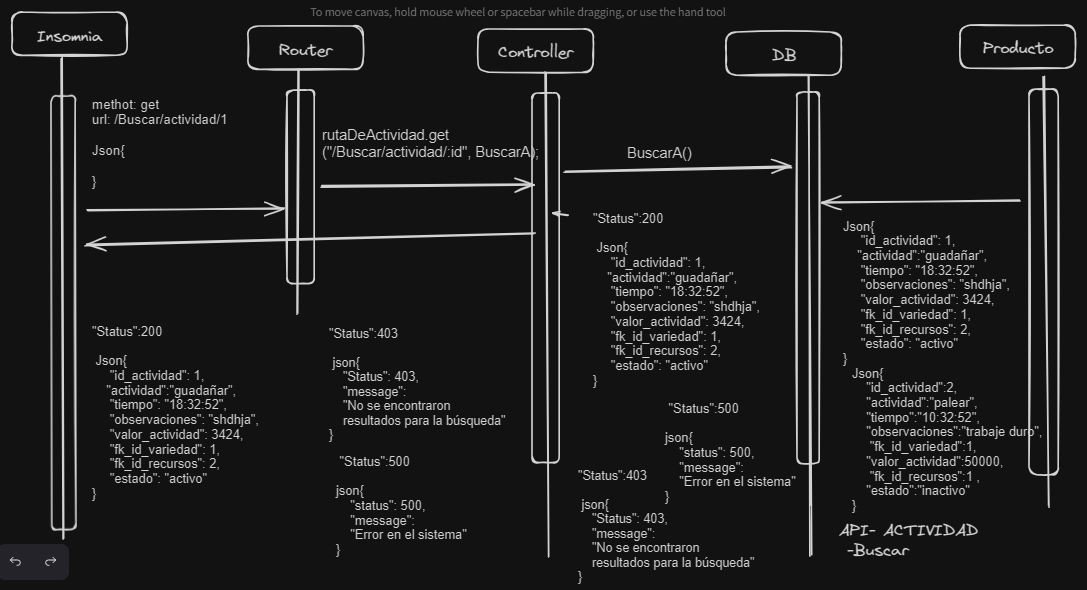 To move canvas, hold mouse wheel or spacebar while dragging, or use the hand tool
Insomnia
Router
Controller
DB
Producto
methot: get
url: /Buscar/actividad/1
Json{
}
rutaDeActividad.get
("/Buscar/actividad/:id", BuscarA);
BuscarA()
"Status":200
Json{
"id_actividad": 1,
"actividad":"guadañar",
"tiempo": "18:32:52",
"observaciones": "shdhja",
"valor_actividad": 3424,
"fk_id_variedad": 1,
"fk_id_recursos": 2,
"estado": "activo"
}
"Status":403
json{
"Status": 403,
"message":
"No se encontraron
resultados para la búsqueda"
}
"Status":500
json{
"status": 500,
"message":
"Error en el sistema"
}
"Status":200
Json{
"id_actividad": 1,
"actividad":"guadañar",
"tiempo": "18:32:52",
"observaciones": "shdhja",
"valor_actividad": 3424,
"fk_id_variedad": 1,
"fk_id_recursos": 2,
"estado": "activo"
}
"Status":500
json{
"status": 500,
"message":
"Error en el sistema"
}
"Status":403
json{
"Status": 403,
"message":
"No se encontraron
resultados para la búsqueda"
}
Json{
"id_actividad": 1,
"actividad":"guadañar",
"tiempo": "18:32:52",
"observaciones": "shdhja",
"valor_actividad": 3424,
"fk_id_variedad": 1,
"fk_id_recursos": 2,
"estado": "activo"
}
Json{
"id_actividad":2,
"actividad":"palear",
"tiempo":"10:32:52",
"observaciones":"trabaje duro",
"fk_id_variedad":1,
"valor_actividad":50000,
"fk_id_recursos":1 ,
"estado":"inactivo"
}
API- ACTIVIDAD
-Buscar